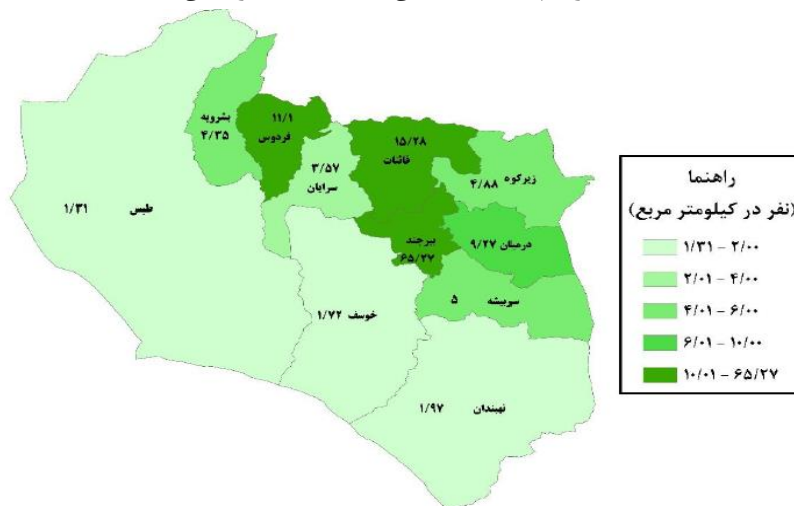 بشرویه
۴/۳۵
۱۱/۱
فردوس
۳/۵۷
سرایان
۱۵/۲۸
قائنات
زیرکوه
۴/۸۸
طبس
۱/۳۱
بیرجند
۶۵/۲۷
درمیان ۹/۲۷
سربیشه ۵
خوسف ۱/۷۲
نهبندان ۱/۹۷
راهنما
(نفر در کیلومتر مربع)
۱/۳۱ - ۲/۰۰
۲/۰۱ - ۴/۰۰
۴/۰۱ - ۶/۰۰
۶/۰۱ - ۱۰/۰۰
۱۰/۰۱ - ۶۵/۲۷